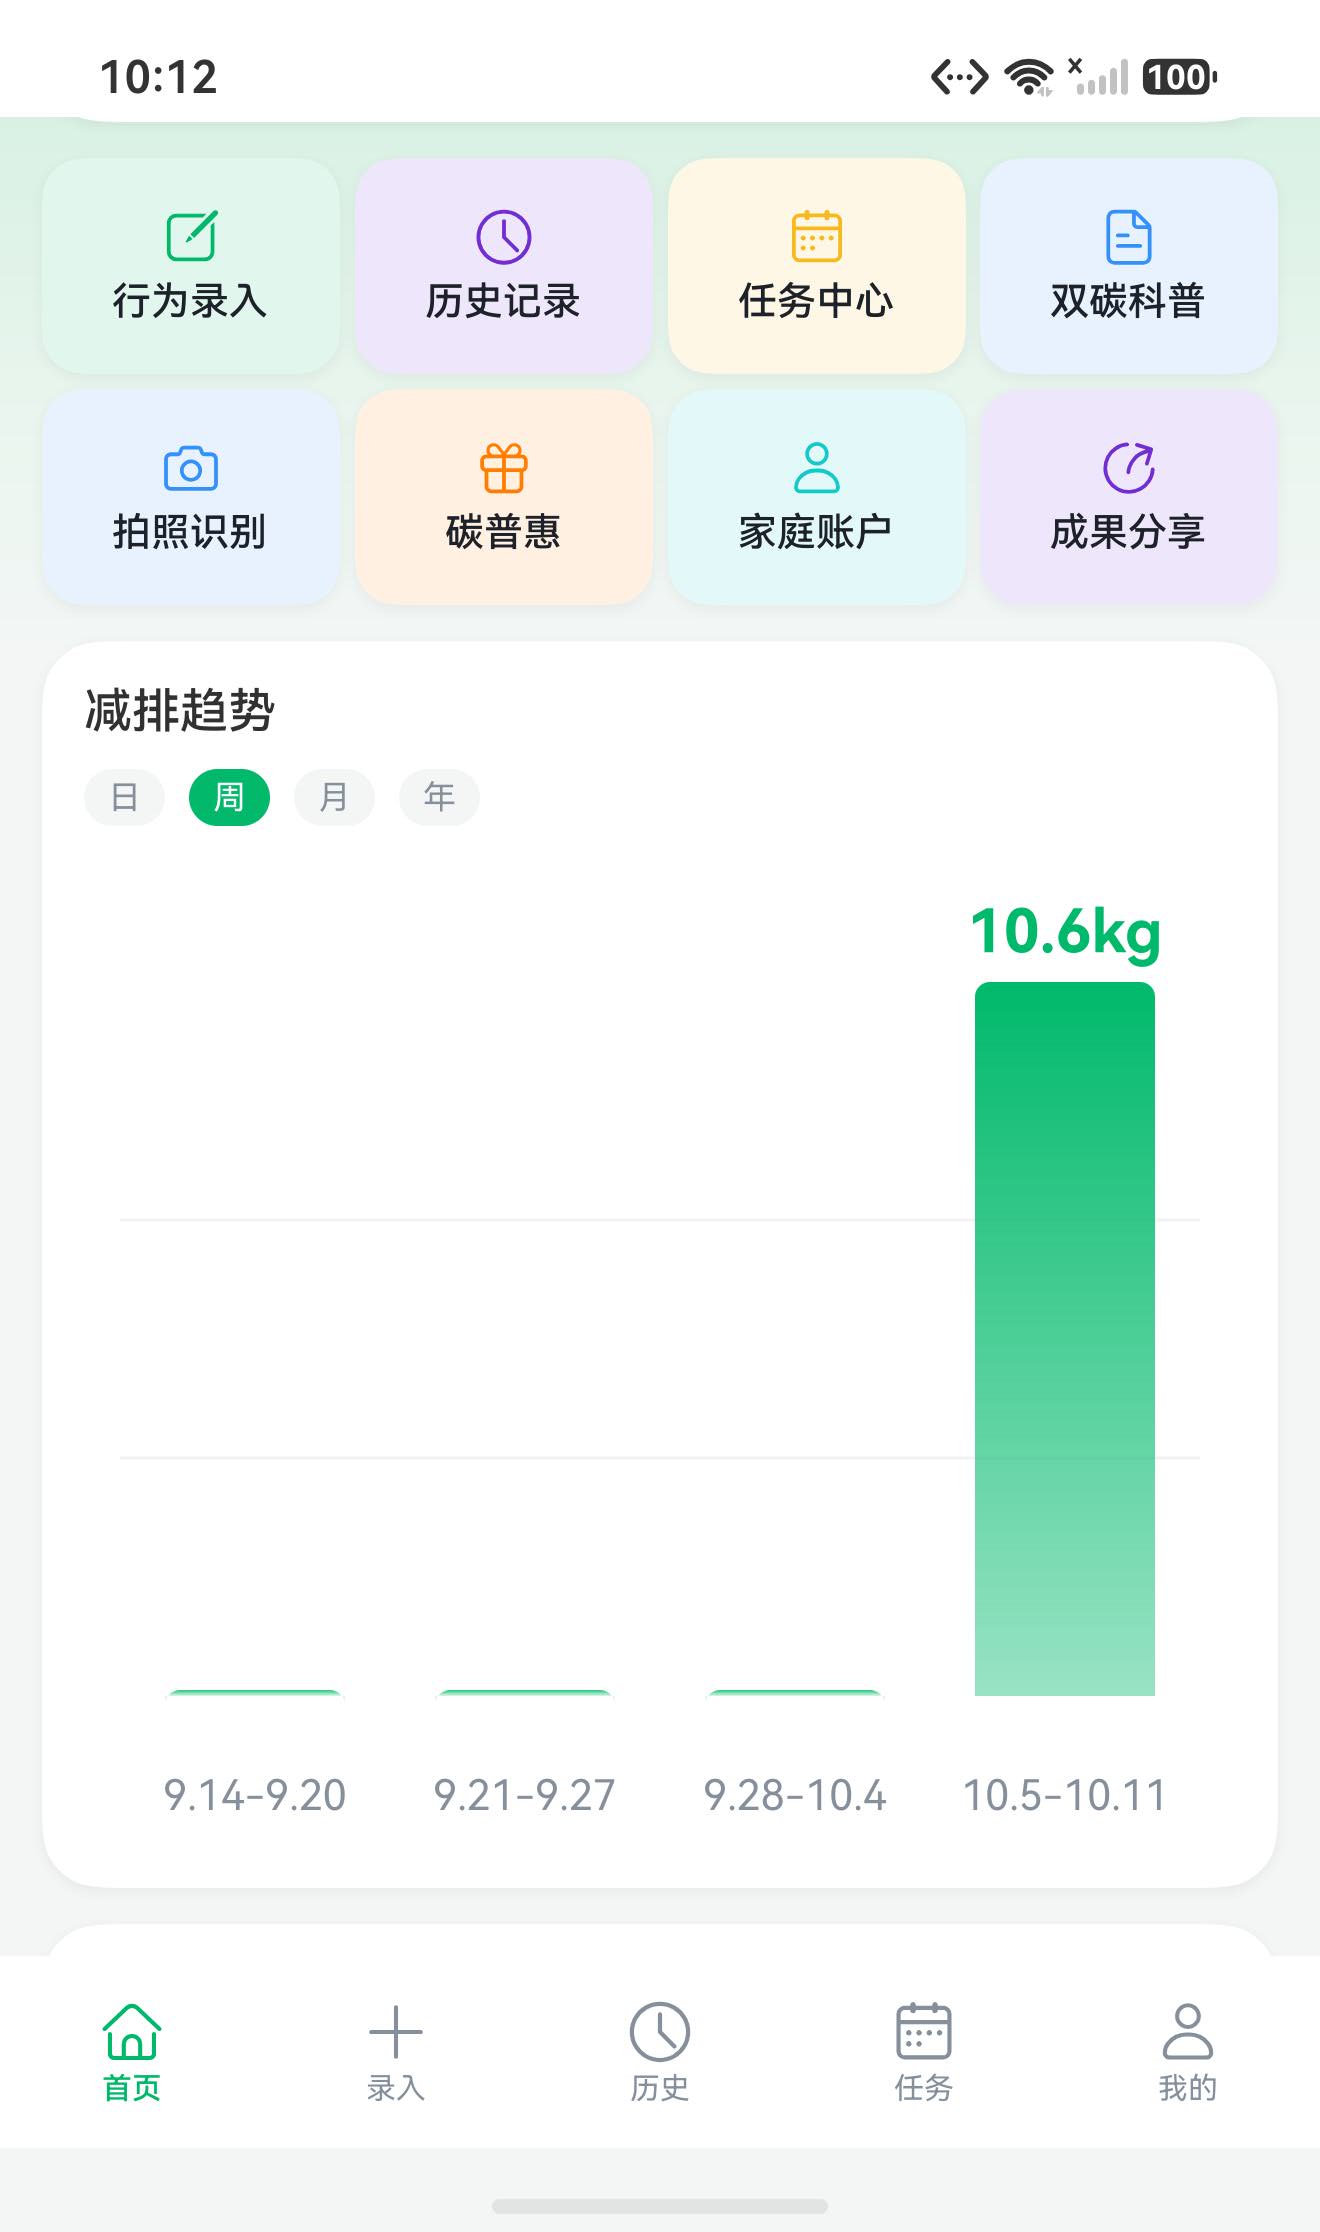 10:12
100
行为录入 历史记录 任务中心 双碳科普
拍照识别 碳普惠 家庭账户 成果分享
减排趋势
日 周 月 年
10.6kg
9.14-9.20 9.21-9.27 9.28-10.4 10.5-10.11
首页 录入 历史 任务 我的